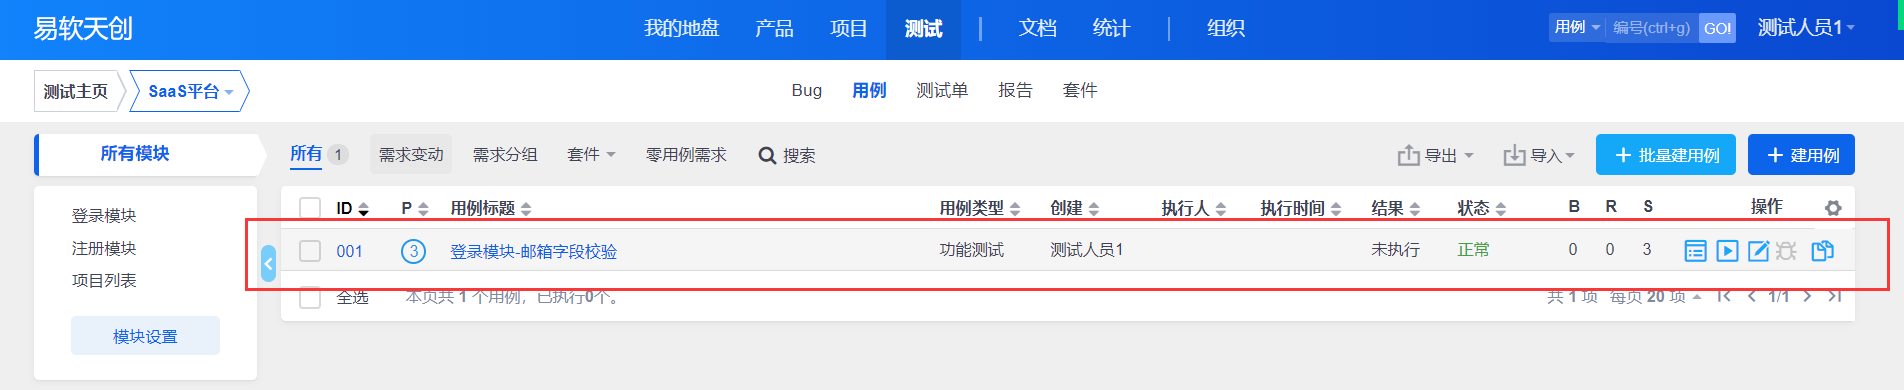 易软天创 我的地盘 产品 项目 测试 文档 统计 组织 用例 编号(ctrl+g) GO! 测试人员1
测试主页 SaaS平台 Bug 用例 测试单 报告 套件
所有模块 所有 1 需求变动 需求分组 套件 零用例需求 搜索 导出 导入 + 批量建用例 + 建用例
登录模块
注册模块
项目列表
模块设置
ID P 用例标题 用例类型 创建 执行人 执行时间 结果 状态 B R S 操作
001 3 登录模块-邮箱字段校验 功能测试 测试人员1 未执行 正常 0 0 3
全选 本页共 1 个用例，已执行0个。 共 1 项 每页 20 项 1/1